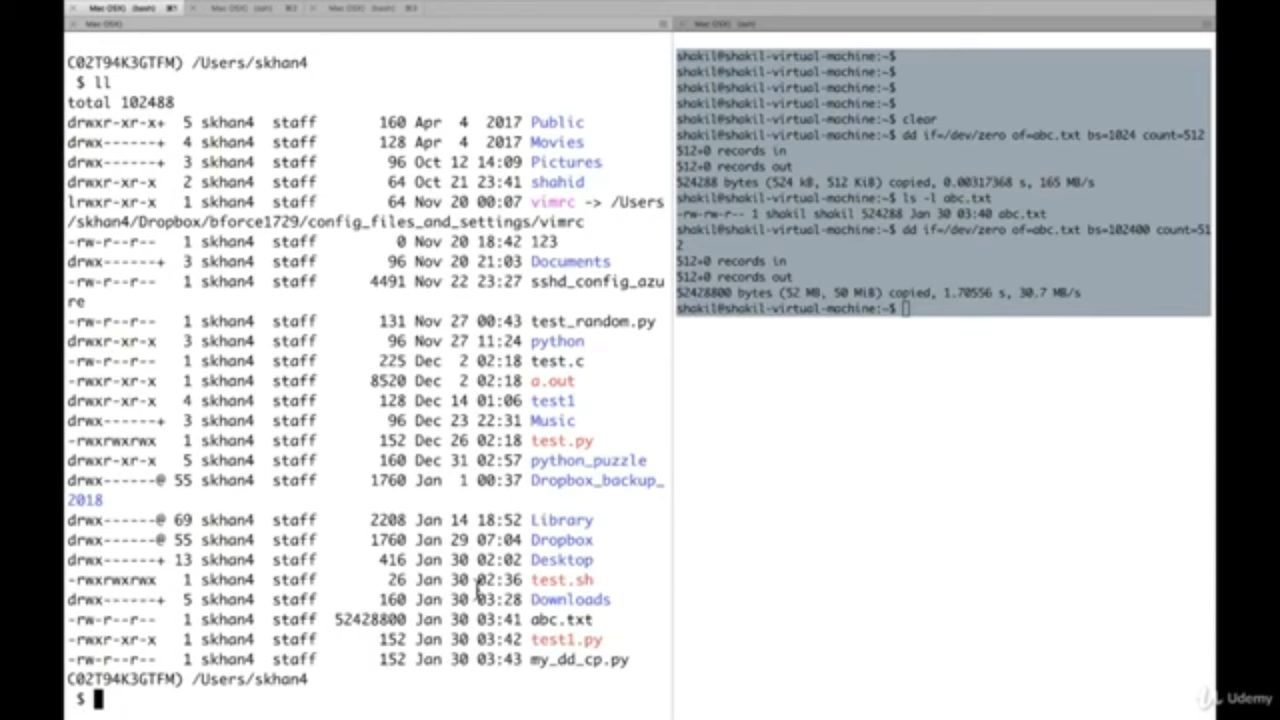 Mac OSX) (bash) ⌘1
Mac OSX) (ssh) ⌘2
Mac OSX) (bash) ⌘3
Mac OSX)
Mac OSX) (ssh)
(C02T94K3GTFM) /Users/skhan4
$ ll
total 102488
drwxr-xr-x+ 5 skhan4 staff 160 Apr 4 2017 Public
drwx------+ 4 skhan4 staff 128 Apr 4 2017 Movies
drwx------+ 3 skhan4 staff 96 Oct 12 14:09 Pictures
drwxr-xr-x 2 skhan4 staff 64 Oct 21 23:41 shahid
lrwxr-xr-x 1 skhan4 staff 64 Nov 20 00:07 vimrc -> /Users
/skhan4/Dropbox/bforce1729/config_files_and_settings/vimrc
-rw-r--r-- 1 skhan4 staff 0 Nov 20 18:42 123
drwx------+ 3 skhan4 staff 96 Nov 20 21:03 Documents
-rw-r--r-- 1 skhan4 staff 4491 Nov 22 23:27 sshd_config_azu
re
-rw-r--r-- 1 skhan4 staff 131 Nov 27 00:43 test_random.py
drwxr-xr-x 3 skhan4 staff 96 Nov 27 11:24 python
-rw-r--r-- 1 skhan4 staff 225 Dec 2 02:18 test.c
-rwxr-xr-x 1 skhan4 staff 8520 Dec 2 02:18 a.out
drwxr-xr-x 4 skhan4 staff 128 Dec 14 01:06 test1
drwx------+ 3 skhan4 staff 96 Dec 23 22:31 Music
-rwxrwxrwx 1 skhan4 staff 152 Dec 26 02:18 test.py
drwxr-xr-x 5 skhan4 staff 160 Dec 31 02:57 python_puzzle
drwx------@ 55 skhan4 staff 1760 Jan 1 00:37 Dropbox_backup_
2018
drwx------@ 69 skhan4 staff 2208 Jan 14 18:52 Library
drwx------@ 55 skhan4 staff 1760 Jan 29 07:04 Dropbox
drwx------+ 13 skhan4 staff 416 Jan 30 02:02 Desktop
-rwxrwxrwx 1 skhan4 staff 26 Jan 30 02:36 test.sh
drwx------+ 5 skhan4 staff 160 Jan 30 03:28 Downloads
-rw-r--r-- 1 skhan4 staff 52428800 Jan 30 03:41 abc.txt
-rwxr-xr-x 1 skhan4 staff 152 Jan 30 03:42 test1.py
-rw-r--r-- 1 skhan4 staff 152 Jan 30 03:43 my_dd_cp.py
(C02T94K3GTFM) /Users/skhan4
$
shakil@shakil-virtual-machine:~$
shakil@shakil-virtual-machine:~$
shakil@shakil-virtual-machine:~$
shakil@shakil-virtual-machine:~$
shakil@shakil-virtual-machine:~$ clear
shakil@shakil-virtual-machine:~$ dd if=/dev/zero of=abc.txt bs=1024 count=512
512+0 records in
512+0 records out
524288 bytes (524 kB, 512 KiB) copied, 0.00317368 s, 165 MB/s
shakil@shakil-virtual-machine:~$ ls -l abc.txt
-rw-rw-r-- 1 shakil shakil 524288 Jan 30 03:40 abc.txt
shakil@shakil-virtual-machine:~$ dd if=/dev/zero of=abc.txt bs=102400 count=51
2
512+0 records in
512+0 records out
52428800 bytes (52 MB, 50 MiB) copied, 1.70556 s, 30.7 MB/s
shakil@shakil-virtual-machine:~$
Udemy